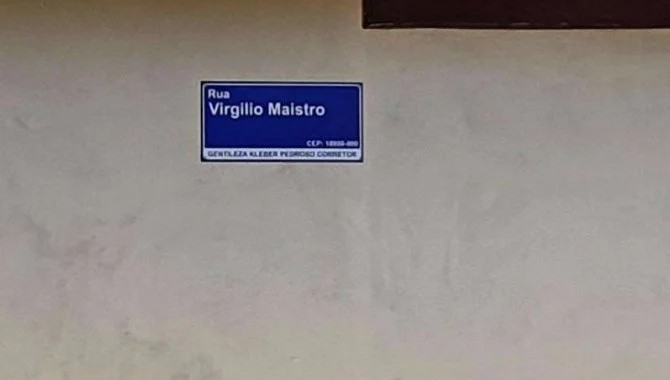 Rua
Virgilio Maistro
CEP:
GENTILEZA KLEBER PEDROSO CORRETOR